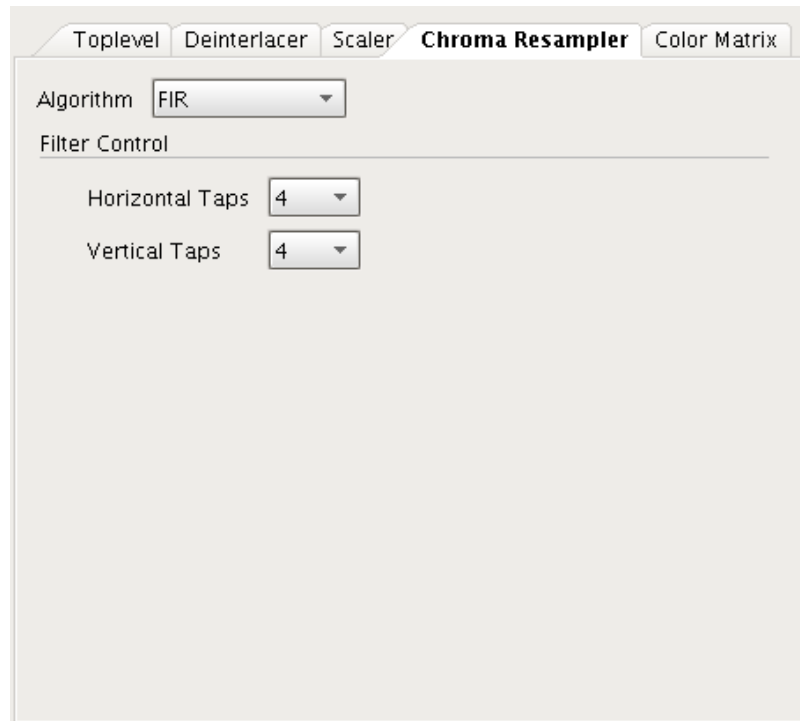 Toplevel Deinterlacer Scaler Chroma Resampler Color Matrix
Algorithm FIR
Filter Control
Horizontal Taps 4
Vertical Taps 4